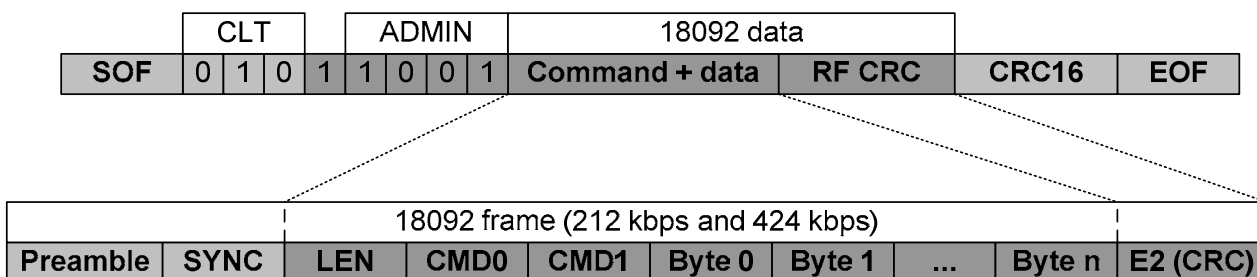 CLT ADMIN 18092 data
SOF 0 1 0 1 1 0 0 1 Command + data RF CRC CRC16 EOF
18092 frame (212 kbps and 424 kbps)
Preamble SYNC LEN CMD0 CMD1 Byte 0 Byte 1 ... Byte n E2 (CRC)